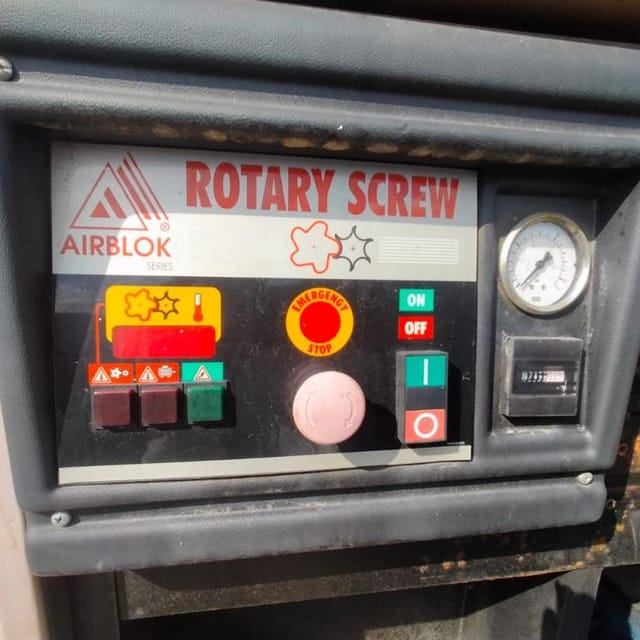 ROTARY SCREW
AIRBLOK
®
SERIES
EMERGENCY
STOP
ON
OFF
I
O